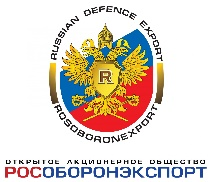 RUSSIAN DEFENCE EXPORT
R
ROSOBORONEXPORT
ОТКРЫТОЕ АКЦИОНЕРНОЕ ОБЩЕСТВО
РОСОБОРОНЭКСПОРТ